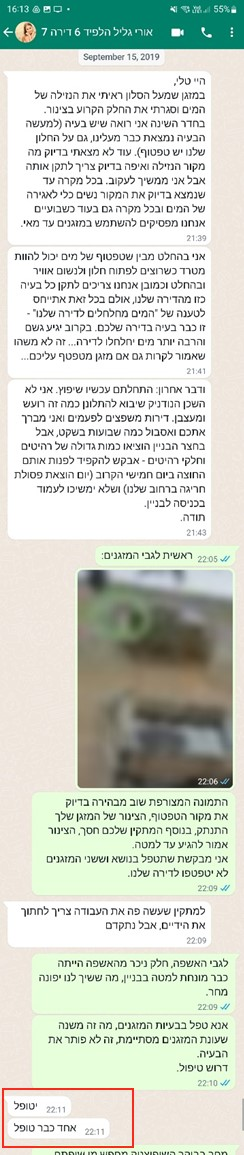 16:13
55%
אורי גליל הלפיד 6 דירה 7
September 15, 2019
היי טלי,
במזגן שמעל הסלון ראיתי את הנזילה של
המים וסגרתי את החלק הקרוע בצינור.
בחדר השינה אני רואה שיש בעיה (למעשה
הבעיה נמצאת כבר מעלינו, גם על החלון
שלנו יש טפטוף). עוד לא מצאתי בדיוק מה
מקור הנזילה ואיפה בדיוק צריך לתקן אותה
אבל אני ממשיך לעקוב. בכל מקרה עד
שנמצא בדיוק את המקור נשים כלי לאגירה
של המים ובכל מקרה גם בעוד כשבועיים
אנחנו מפסיקים להשתמש במזגנים עד מאי.
21:39
אני בהחלט מבין שטפטוף של מים יכול להוות
מטרד כשרוצים לפתוח חלון ולנשום אוויר
ובהחלט וכמובן אנחנו צריכים לתקן כל בעיה
כזו מהדירה שלנו, אולם בכל זאת אתייחס
לטענה של "המים מחלחלים לדירה שלנו" -
זו כבר בעיה בדירה שלכם. בקרוב יגיע גשם
והרבה יותר מים יחלחלו לדירה... זה לא משהו
שאמור לקרות גם אם מזגן מטפטף עליכם...
21:41
ודבר אחרון: התחלתם עכשיו שיפוץ. אני לא
השכן הנודניק שיבוא להתלונן כמה זה רועש
ומעצבן. דירות משפצים לפעמים ואני מברך
אתכם ואסבול כמה שבועות בשקט, אבל
בחצר הבניין הוציאו כמות גדולה של רהיטים
וחלקי רהיטים - אבקש להקפיד לפנות אותם
החוצה ביום חמישי הקרוב (יום הוצאת פסולת
חריגה ברחוב שלנו) ושלא ימשיכו לעמוד
בכניסה לבניין.
תודה.
21:43
ראשית לגבי המזגנים:
22:05
22:06
התמונה המצורפת שוב מבהירה בדיוק
את מקור הטפטוף, הצינור של המזגן שלך
התנתק, בנוסף המתקין שלכם חסך, הצינור
אמור להגיע עד למטה.
אני מבקשת שתטפל בנושא וששני המזגנים
לא יטפטפו לדירה שלנו.
22:09
למתקין שעשה פה את העבודה צריך לחתוך
את הידיים, אבל נתקדם
22:09
לגבי האשפה, חלק ניכר מהאשפה הייתה
כבר מונחת למטה בבניין, מה ששיך לנו יפונה
מחר.
22:09
אנא טפל בבעיות המזגנים, מה זה משנה
שעונת המזגנים מסתיימת, זה לא פותר את
הבעיה.
דרוש טיפול.
22:10
יטופל
22:11
אחד כבר טופל
22:11